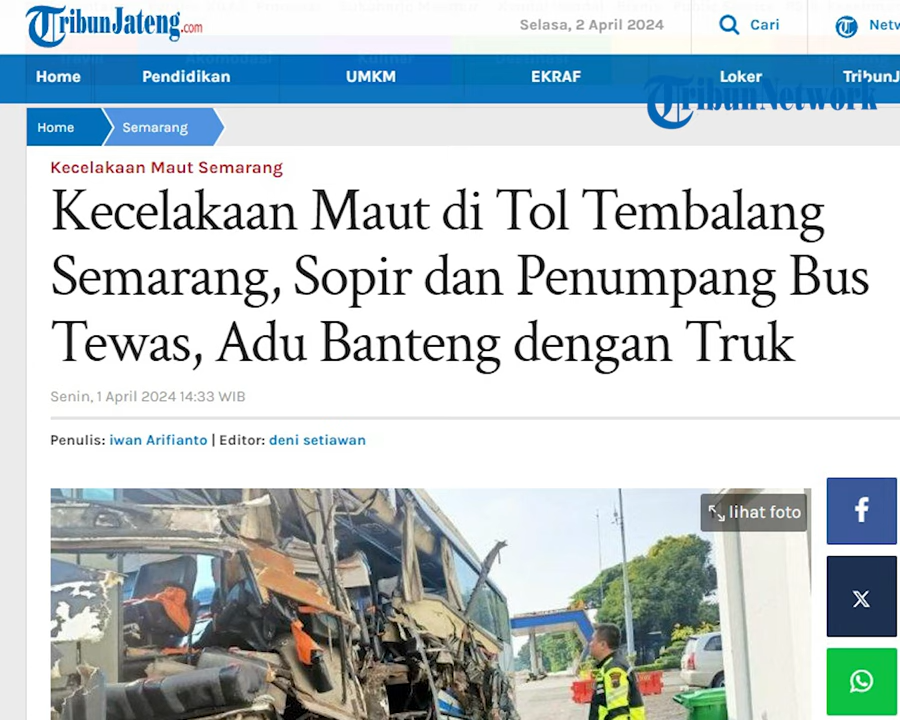 TribunJateng.com
Selasa, 2 April 2024
Cari
Netw
Home
Pendidikan
UMKM
EKRAF
Loker
TribunJ
TribunNetwork
Home
Semarang
Kecelakaan Maut Semarang
Kecelakaan Maut di Tol Tembalang
Semarang, Sopir dan Penumpang Bus
Tewas, Adu Banteng dengan Truk
Senin, 1 April 2024 14:33 WIB
Penulis: iwan Arifianto | Editor: deni setiawan
lihat foto